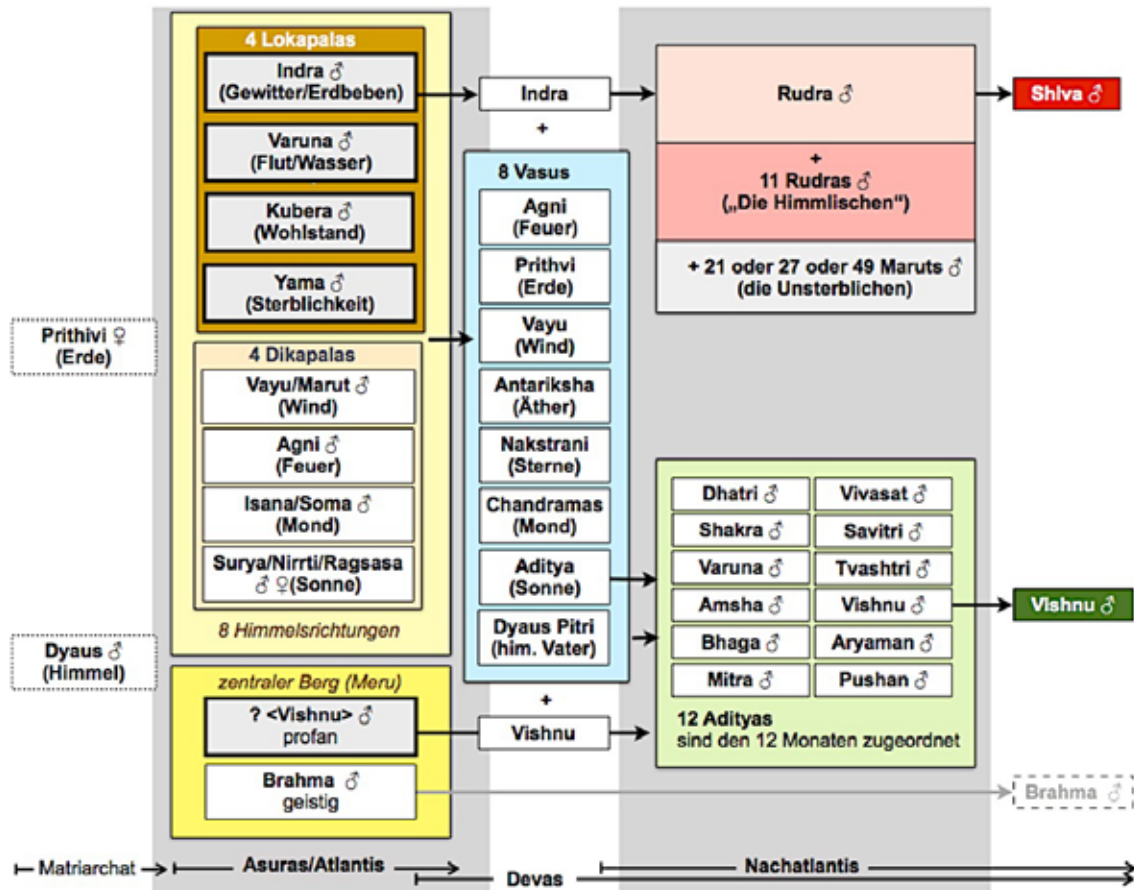 Prithivi ♀
(Erde)
Dyaus ♂
(Himmel)
4 Lokapalas
Indra ♂
(Gewitter/Erdbeben)
Varuna ♂
(Flut/Wasser)
Kubera ♂
(Wohlstand)
Yama ♂
(Sterblichkeit)
4 Dikapalas
Vayu/Marut ♂
(Wind)
Agni ♂
(Feuer)
Isana/Soma ♂
(Mond)
Surya/Nirrti/Ragsasa
♂ ♀(Sonne)
8 Himmelsrichtungen
zentraler Berg (Meru)
? <Vishnu> ♂
profan
Brahma ♂
geistig
Indra
+
8 Vasus
Agni
(Feuer)
Prithvi
(Erde)
Vayu
(Wind)
Antariksha
(Äther)
Nakstrani
(Sterne)
Chandramas
(Mond)
Aditya
(Sonne)
Dyaus Pitri
(him. Vater)
+
Vishnu
Rudra ♂
+
11 Rudras ♂
(„Die Himmlischen“)
+ 21 oder 27 oder 49 Maruts ♂
(die Unsterblichen)
Dhatri ♂ Vivasat ♂
Shakra ♂ Savitri ♂
Varuna ♂ Tvashtri ♂
Amsha ♂ Vishnu ♂
Bhaga ♂ Aryaman ♂
Mitra ♂ Pushan ♂
12 Adityas
sind den 12 Monaten zugeordnet
Shiva ♂
Vishnu ♂
Brahma ♂
Matriarchat
Asuras/Atlantis
Devas
Nachatlantis